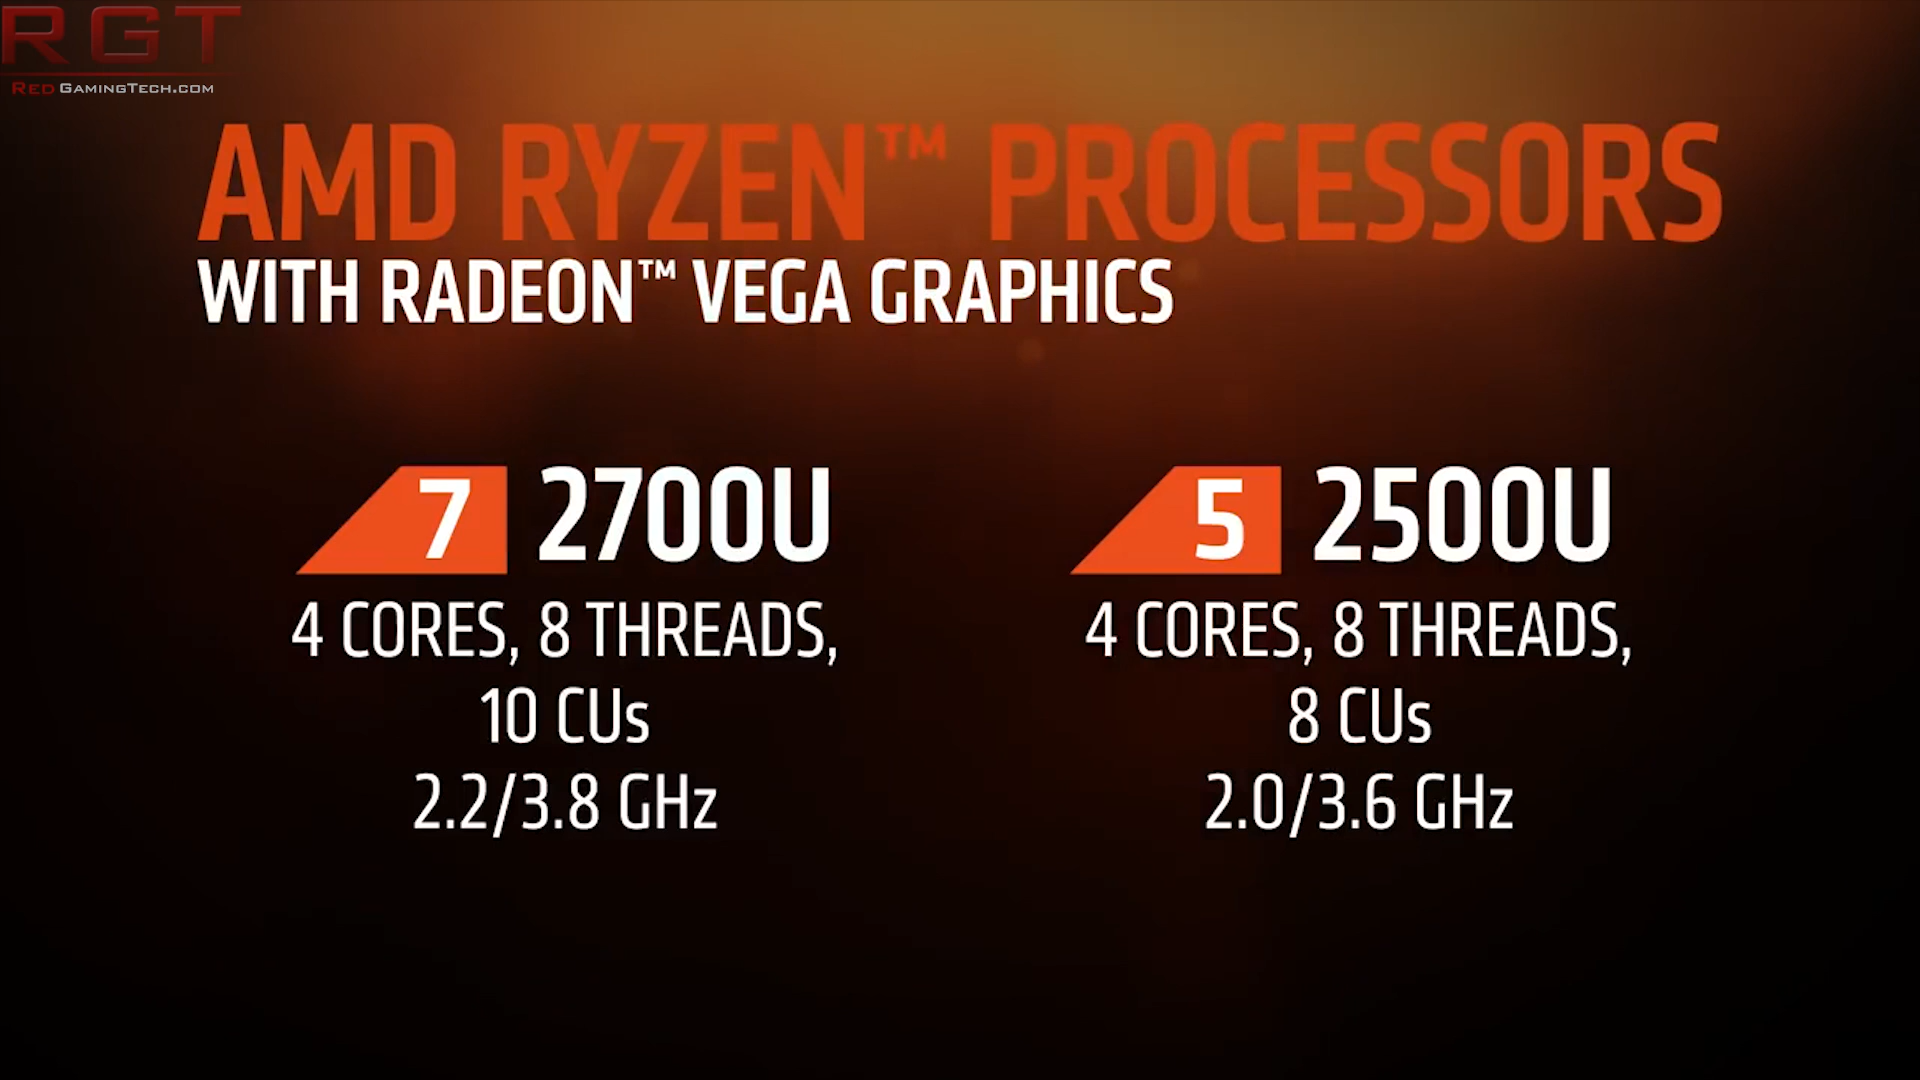 RGT
RedGamingTech.com
AMD RYZEN™ PROCESSORS
WITH RADEON™ VEGA GRAPHICS
7 2700U
4 CORES, 8 THREADS,
10 CUs
2.2/3.8 GHz
5 2500U
4 CORES, 8 THREADS,
8 CUs
2.0/3.6 GHz